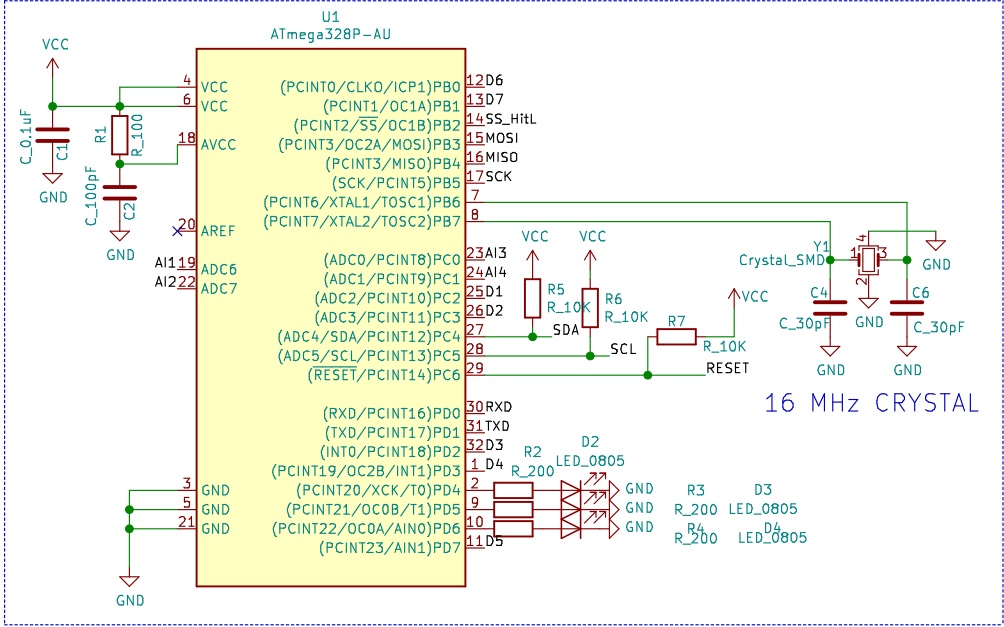 U1
ATmega328P-AU
VCC
4 VCC
6 VCC
C_0.1uF
C1
GND
R1
R_100
18 AVCC
C_100pF
C2
GND
20 AREF
AI1 19 ADC6
AI2 22 ADC7
3 GND
5 GND
21 GND
GND
(PCINT0/CLKO/ICP1)PB0 12 D6
(PCINT1/OC1A)PB1 13 D7
(PCINT2/SS/OC1B)PB2 14 SS_HitL
(PCINT3/OC2A/MOSI)PB3 15 MOSI
(PCINT3/MISO)PB4 16 MISO
(SCK/PCINT5)PB5 17 SCK
(PCINT6/XTAL1/TOSC1)PB6 7
(PCINT7/XTAL2/TOSC2)PB7 8
(ADC0/PCINT8)PC0 23 AI3
(ADC1/PCINT9)PC1 24 AI4
(ADC2/PCINT10)PC2 25 D1
(ADC3/PCINT11)PC3 26 D2
(ADC4/SDA/PCINT12)PC4 27 SDA
(ADC5/SCL/PCINT13)PC5 28 SCL
(RESET/PCINT14)PC6 29 RESET
(RXD/PCINT16)PD0 30 RXD
(TXD/PCINT17)PD1 31 TXD
(INT0/PCINT18)PD2 32 D3
(PCINT19/OC2B/INT1)PD3 1 D4
(PCINT20/XCK/T0)PD4 2
(PCINT21/OC0B/T1)PD5 9
(PCINT22/OC0A/AIN0)PD6 10
(PCINT23/AIN1)PD7 11 D5
VCC
VCC
R5
R_10K
R6
R_10K
VCC
R7
R_10K
Y1
Crystal_SMD
4
1
3
2
GND
GND
C4
C_30pF
GND
C6
C_30pF
GND
16 MHz CRYSTAL
R2
R_200
D2
LED_0805
GND
GND
GND
R3
R_200
D3
LED_0805
R4
R_200
D4
LED_0805